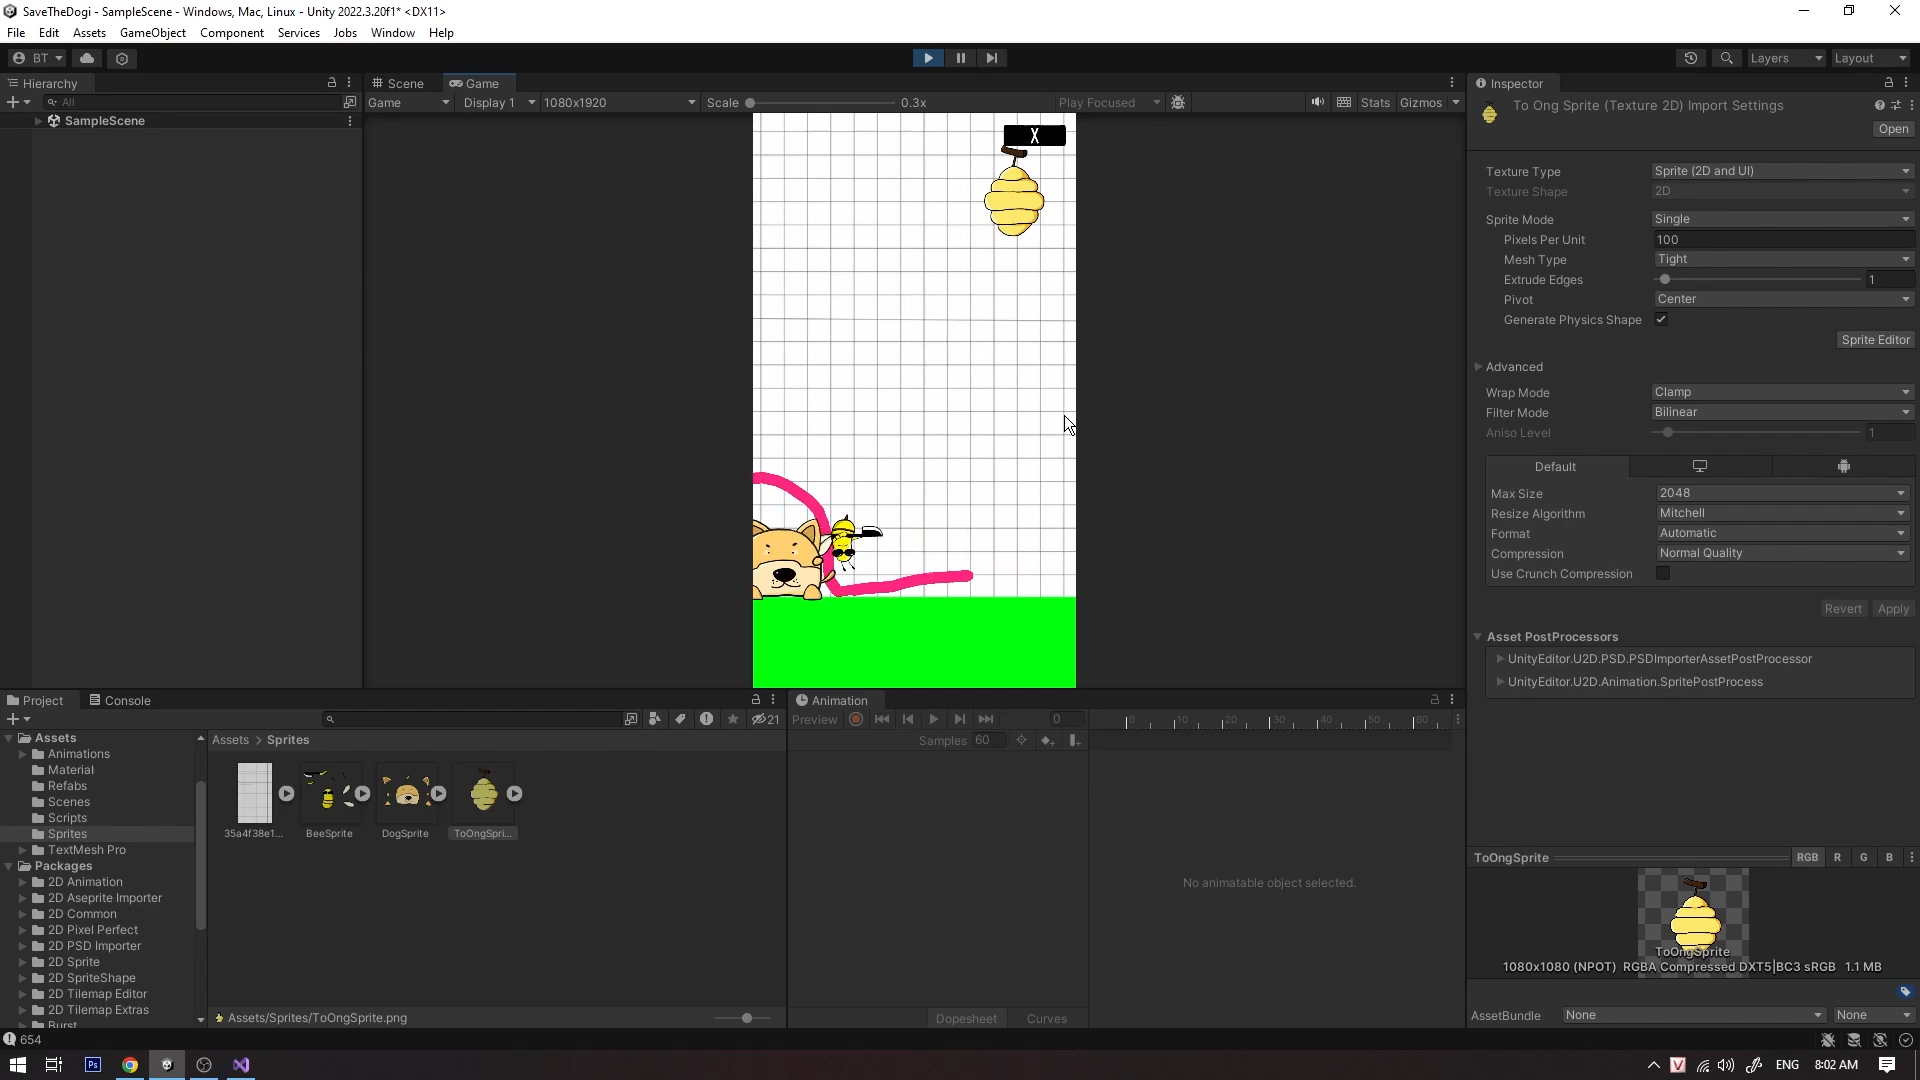 SaveTheDogi - SampleScene - Windows, Mac, Linux - Unity 2022.3.20f1* <DX11>
File Edit Assets GameObject Component Services Jobs Window Help
BT Layers Layout
Hierarchy Scene Game Inspector
All Game Display 1 1080x1920 Scale 0.3x Play Focused Stats Gizmos
To Ong Sprite (Texture 2D) Import Settings
SampleScene
Open
X
Texture Type Sprite (2D and UI)
Texture Shape 2D
Sprite Mode Single
Pixels Per Unit 100
Mesh Type Tight
Extrude Edges 1
Pivot Center
Generate Physics Shape
Sprite Editor
Advanced
Wrap Mode Clamp
Filter Mode Bilinear
Aniso Level 1
Default
Max Size 2048
Resize Algorithm Mitchell
Format Automatic
Compression Normal Quality
Use Crunch Compression
Revert Apply
Asset PostProcessors
UnityEditor.U2D.PSD.PSDImporterAssetPostProcessor
UnityEditor.U2D.Animation.SpritePostProcess
Project Console
21
Assets
Animations
Material
Refabs
Scenes
Scripts
Sprites
TextMesh Pro
Packages
2D Animation
2D Aseprite Importer
2D Common
2D Pixel Perfect
2D PSD Importer
2D Sprite
2D SpriteShape
2D Tilemap Editor
2D Tilemap Extras
Burst
Assets > Sprites
35a4f38e1... BeeSprite DogSprite ToOngSpri...
Assets/Sprites/ToOngSprite.png
Animation
Preview 0 0 10 20 30 40 50 60
Samples 60
No animatable object selected.
Dopesheet Curves
ToOngSprite RGB R G B
ToOngSprite
1080x1080 (NPOT) RGBA Compressed DXT5|BC3 sRGB 1.1 MB
AssetBundle None None
654
Ps V ENG 8:02 AM